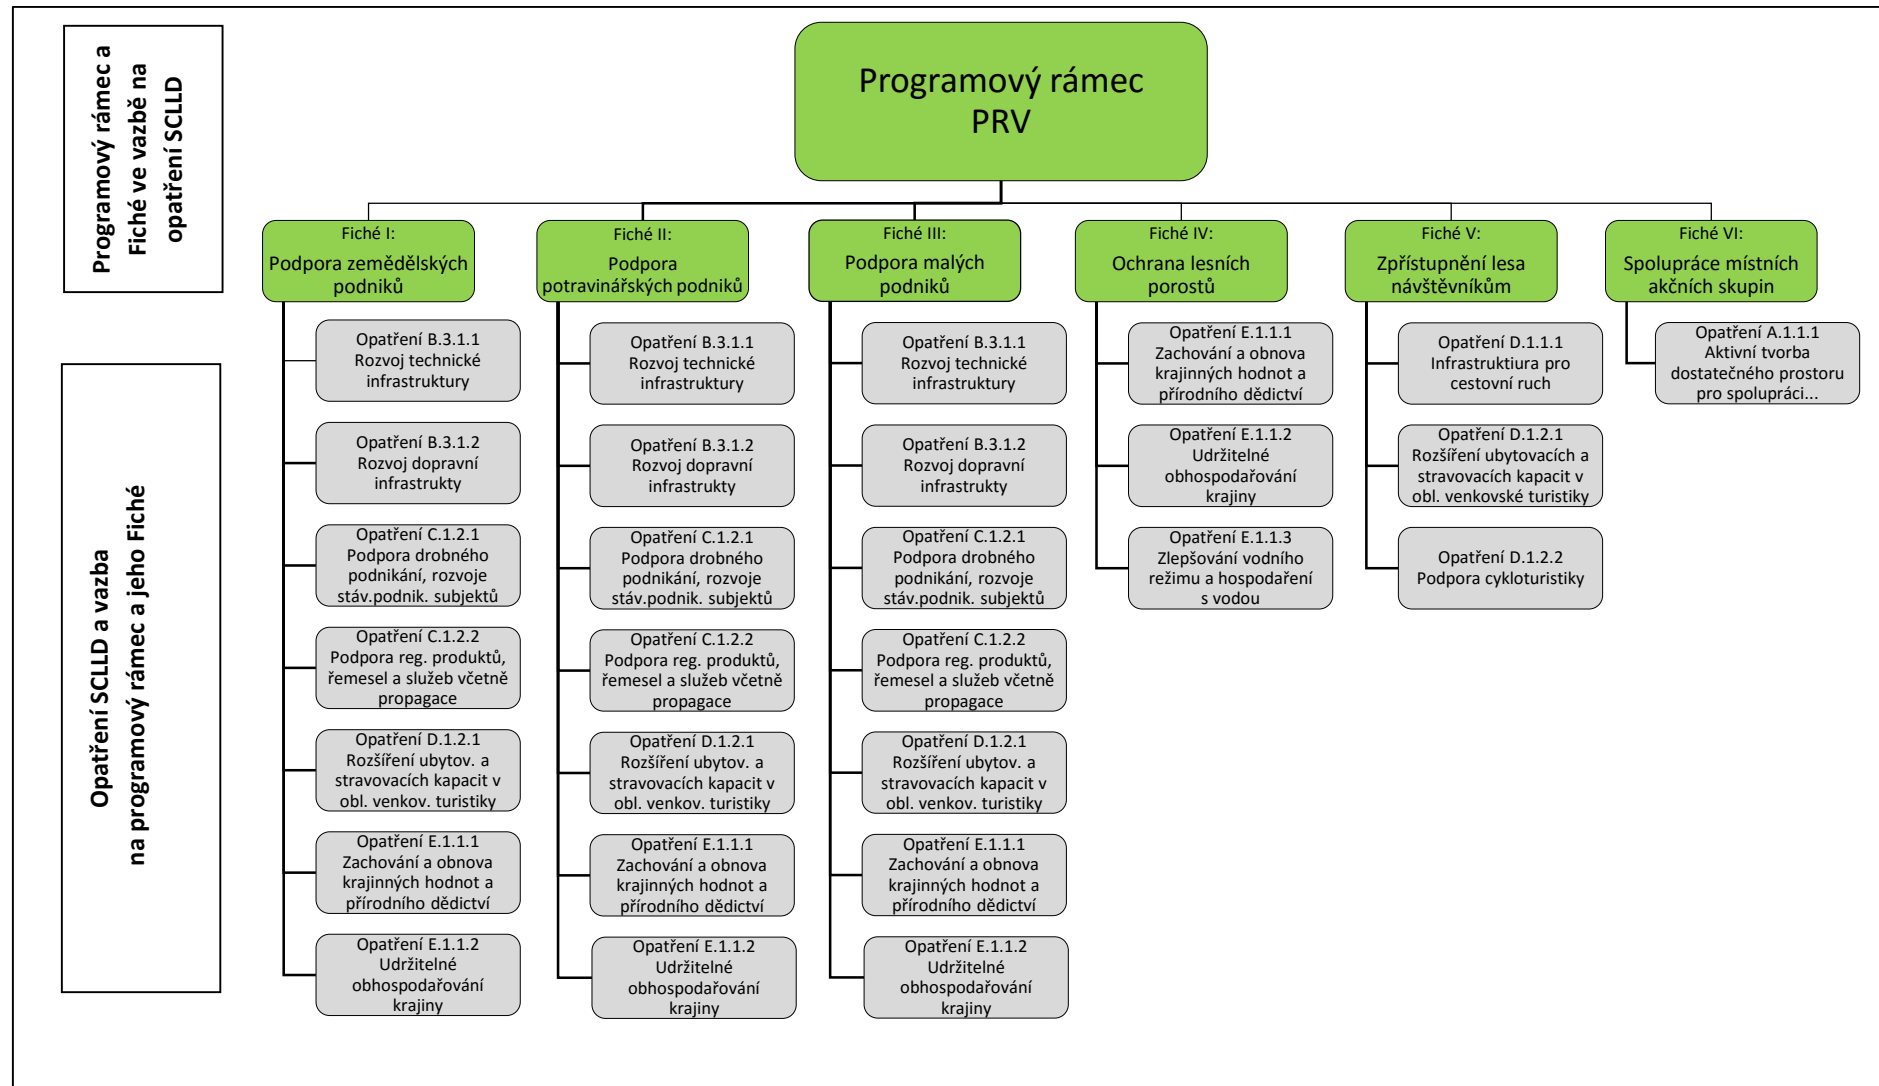 Programový rámec a
Fiché ve vazbě na
opatření SCLLD
Programový rámec
PRV
Fiché I:
Podpora zemědělských
podniků
Fiché II:
Podpora
potravinářských podniků
Fiché III:
Podpora malých
podniků
Fiché IV:
Ochrana lesních
porostů
Fiché V:
Zpřístupnění lesa
návštěvníkům
Fiché VI:
Spolupráce místních
akčních skupin
Opatření SCLLD a vazba
na programový rámec a jeho Fiché
Opatření B.3.1.1
Rozvoj technické
infrastruktury
Opatření B.3.1.2
Rozvoj dopravní
infrastrukty
Opatření C.1.2.1
Podpora drobného
podnikání, rozvoje
stáv.podnik. subjektů
Opatření C.1.2.2
Podpora reg. produktů,
řemesel a služeb včetně
propagace
Opatření D.1.2.1
Rozšíření ubytov. a
stravovacích kapacit v
obl. venkov. turistiky
Opatření E.1.1.1
Zachování a obnova
krajinných hodnot a
přírodního dědictví
Opatření E.1.1.2
Udržitelné
obhospodařování
krajiny
Opatření B.3.1.1
Rozvoj technické
infrastruktury
Opatření B.3.1.2
Rozvoj dopravní
infrastrukty
Opatření C.1.2.1
Podpora drobného
podnikání, rozvoje
stáv.podnik. subjektů
Opatření C.1.2.2
Podpora reg. produktů,
řemesel a služeb včetně
propagace
Opatření D.1.2.1
Rozšíření ubytov. a
stravovacích kapacit v
obl. venkov. turistiky
Opatření E.1.1.1
Zachování a obnova
krajinných hodnot a
přírodního dědictví
Opatření E.1.1.2
Udržitelné
obhospodařování
krajiny
Opatření B.3.1.1
Rozvoj technické
infrastruktury
Opatření B.3.1.2
Rozvoj dopravní
infrastrukty
Opatření C.1.2.1
Podpora drobného
podnikání, rozvoje
stáv.podnik. subjektů
Opatření C.1.2.2
Podpora reg. produktů,
řemesel a služeb včetně
propagace
Opatření D.1.2.1
Rozšíření ubytov. a
stravovacích kapacit v
obl. venkov. turistiky
Opatření E.1.1.1
Zachování a obnova
krajinných hodnot a
přírodního dědictví
Opatření E.1.1.2
Udržitelné
obhospodařování
krajiny
Opatření E.1.1.1
Zachování a obnova
krajinných hodnot a
přírodního dědictví
Opatření E.1.1.2
Udržitelné
obhospodařování
krajiny
Opatření E.1.1.3
Zlepšování vodního
režimu a hospodaření
s vodou
Opatření D.1.1.1
Infrastruktiura pro
cestovní ruch
Opatření D.1.2.1
Rozšíření ubytovacích a
stravovacích kapacit v
obl. venkovské turistiky
Opatření D.1.2.2
Podpora cykloturistiky
Opatření A.1.1.1
Aktivní tvorba
dostatečného prostoru
pro spolupráci...